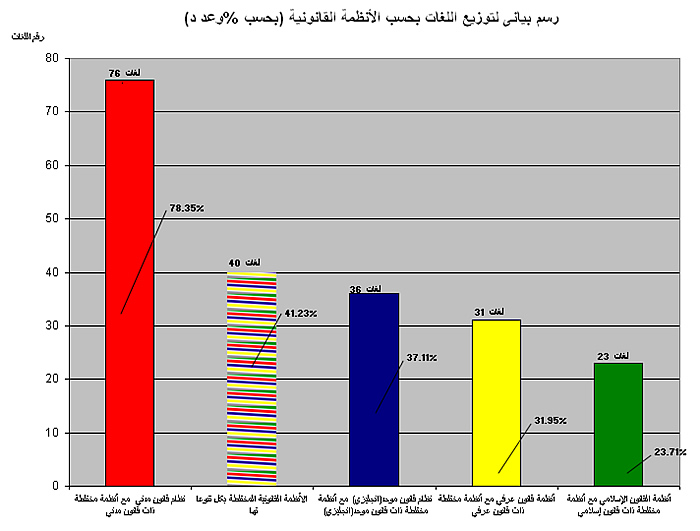 رسم بياني لتوزيع اللغات بحسب الأنظمة القانونية (بحسب %وعدد د)
رقم اللغات
80
70
60
50
40
30
20
10
0
76 لغات
78.35%
40 لغات
41.23%
36 لغات
37.11%
31 لغات
31.95%
23 لغات
23.71%
نظام قانون مدني مع أنظمة مختلطة
ذات قانون مدني
الأنظمة القانونية المختلطة بكل تنوعا
تها
نظام قانون موحد(انجليزي) مع أنظمة
مختلطة ذات قانون موحد(انجليزي)
أنظمة قانون عرفي مع أنظمة مختلطة
ذات قانون عرفي
أنظمة القانون الإسلامي مع أنظمة
مختلطة ذات قانون إسلامي